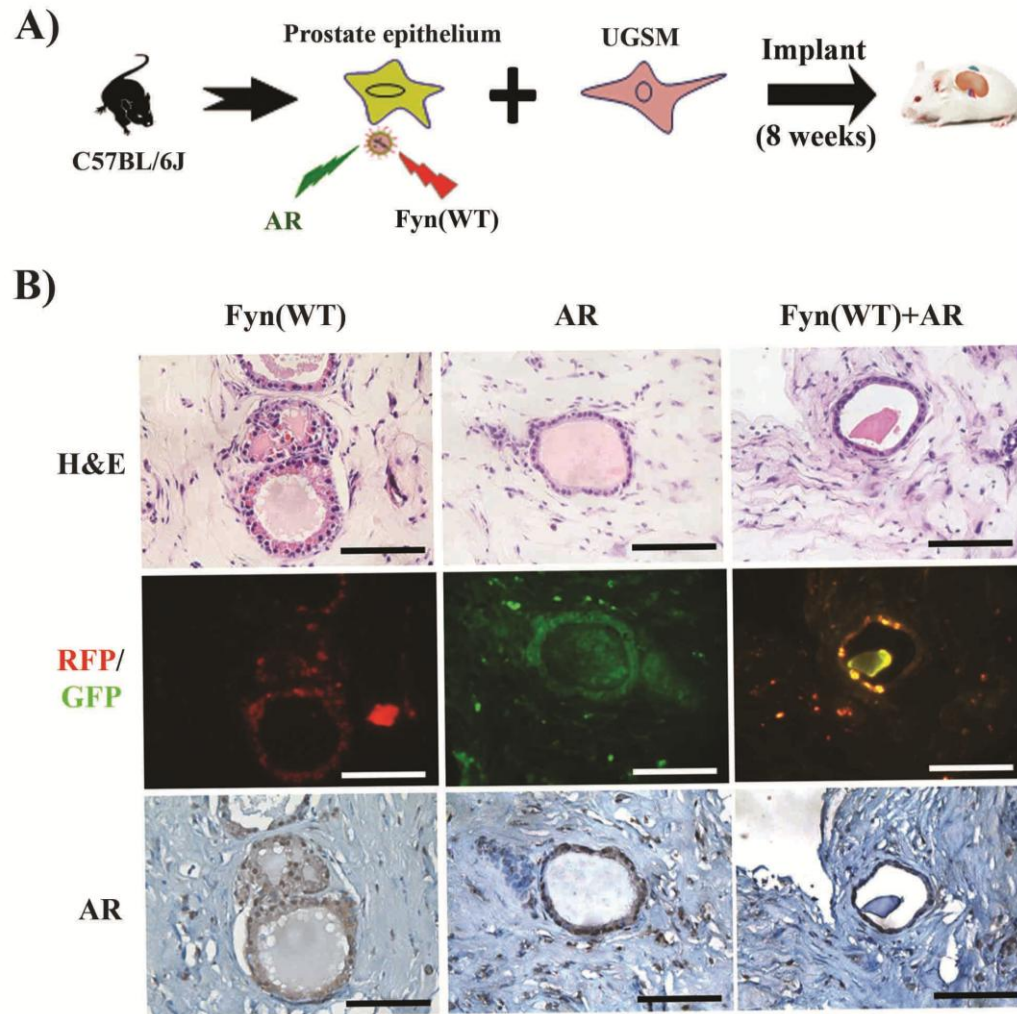 A)
Prostate epithelium
UGSM
Implant
(8 weeks)
C57BL/6J
AR
Fyn(WT)
B)
Fyn(WT)
AR
Fyn(WT)+AR
H&E
RFP/
GFP
AR